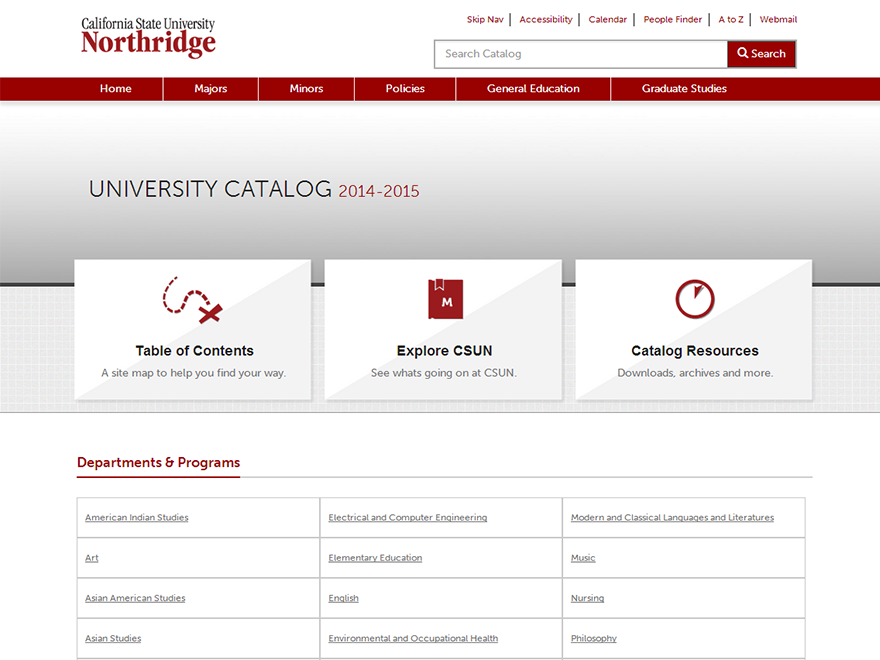 California State University
Northridge
Skip Nav | Accessibility | Calendar | People Finder | A to Z | Webmail
Search Catalog
Search
Home
Majors
Minors
Policies
General Education
Graduate Studies
UNIVERSITY CATALOG 2014-2015
M
Table of Contents
A site map to help you find your way.
Explore CSUN
See whats going on at CSUN.
Catalog Resources
Downloads, archives and more.
Departments & Programs
American Indian Studies
Electrical and Computer Engineering
Modern and Classical Languages and Literatures
Art
Elementary Education
Music
Asian American Studies
English
Nursing
Asian Studies
Environmental and Occupational Health
Philosophy